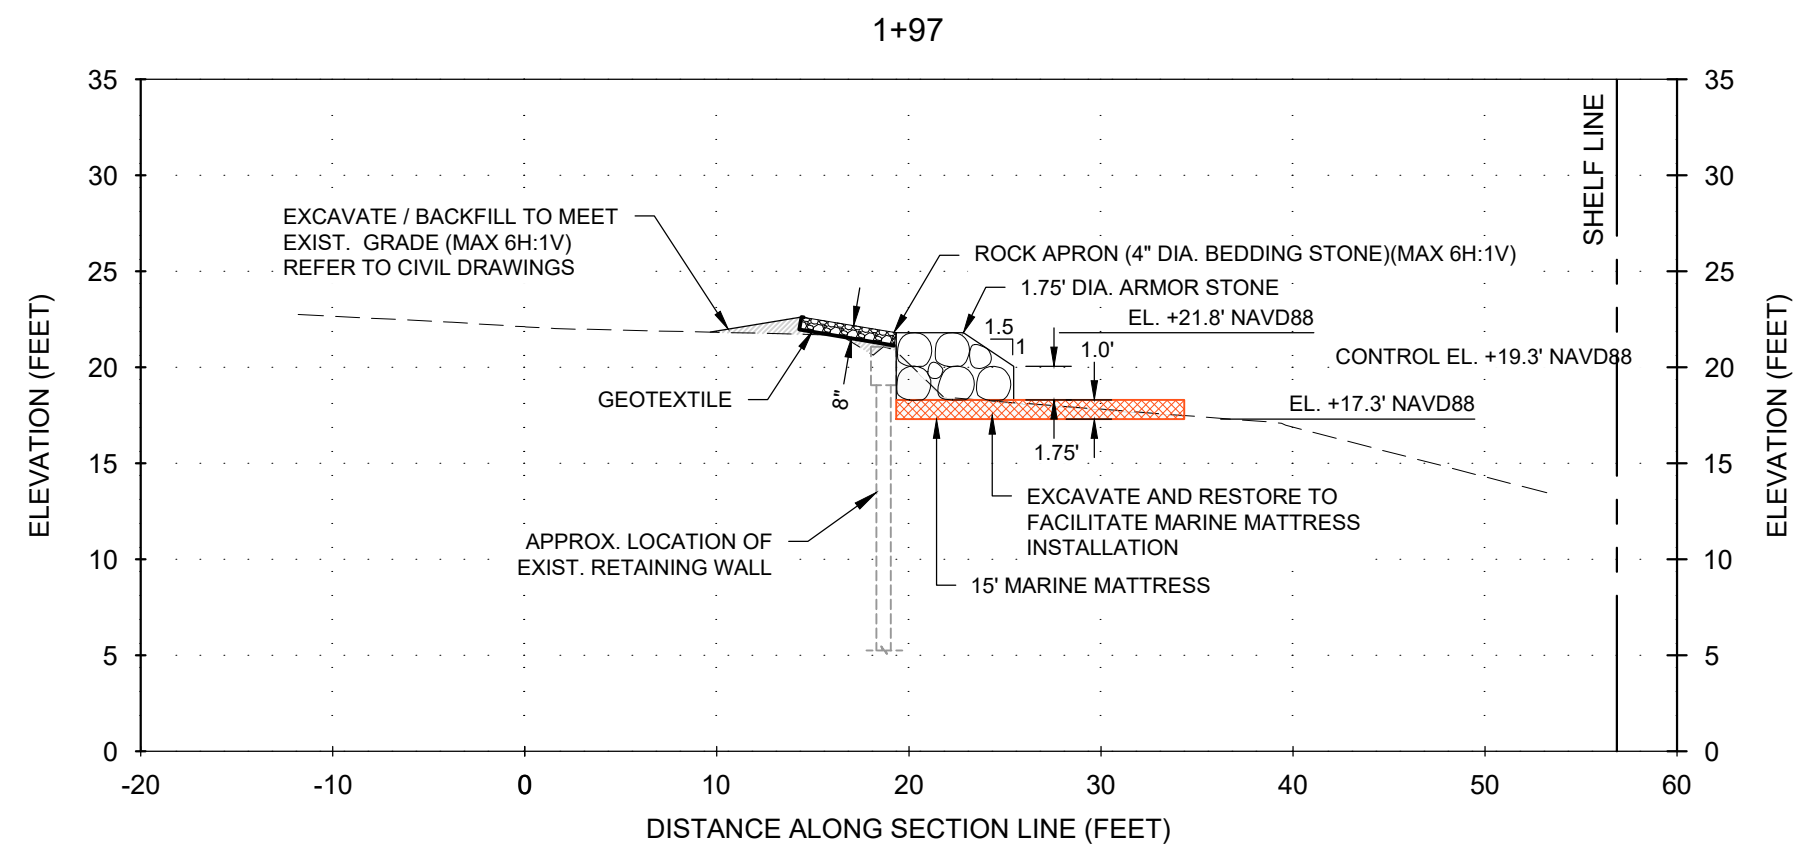 1+97
35
30
25
20
15
10
5
0
35
30
25
20
15
10
5
0
ELEVATION (FEET)
ELEVATION (FEET)
SHELF LINE
EXCAVATE / BACKFILL TO MEET
EXIST. GRADE (MAX 6H:1V)
REFER TO CIVIL DRAWINGS
ROCK APRON (4" DIA. BEDDING STONE)(MAX 6H:1V)
1.75' DIA. ARMOR STONE
EL. +21.8' NAVD88
1.5
1
1.0'
CONTROL EL. +19.3' NAVD88
GEOTEXTILE
8"
EL. +17.3' NAVD88
1.75'
EXCAVATE AND RESTORE TO
FACILITATE MARINE MATTRESS
INSTALLATION
APPROX. LOCATION OF
EXIST. RETAINING WALL
15' MARINE MATTRESS
-20
-10
0
10
20
30
40
50
60
DISTANCE ALONG SECTION LINE (FEET)